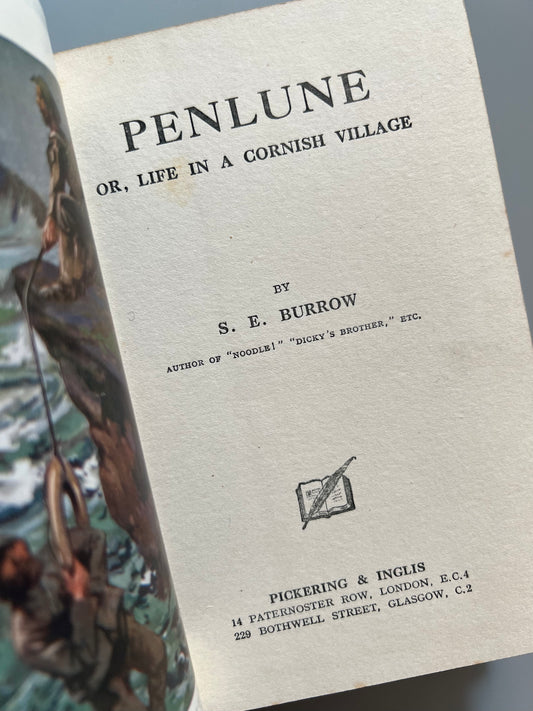 PENLUNE
OR, LIFE IN A CORNISH VILLAGE
BY
S. E. BURROW
AUTHOR OF "NOODLE!" "DICKY'S BROTHER," ETC.
PICKERING & INGLIS
14 PATERNOSTER ROW, LONDON, E.C.4
229 BOTHWELL STREET, GLASGOW, C.2